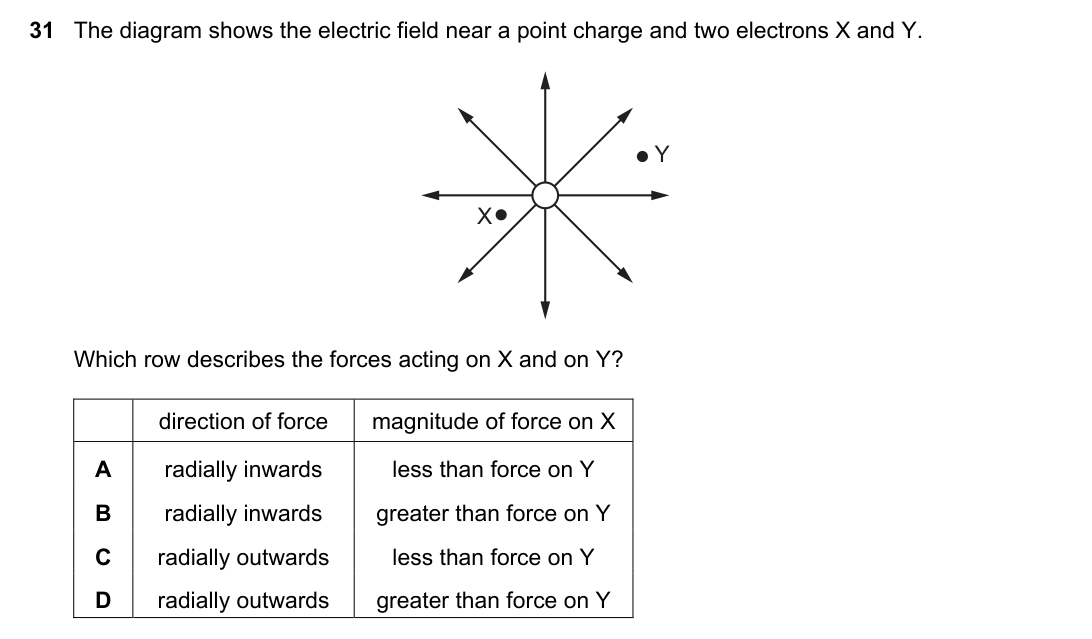 31 The diagram shows the electric field near a point charge and two electrons X and Y.
Y
X
Which row describes the forces acting on X and on Y?
direction of force magnitude of force on X
A radially inwards less than force on Y
B radially inwards greater than force on Y
C radially outwards less than force on Y
D radially outwards greater than force on Y